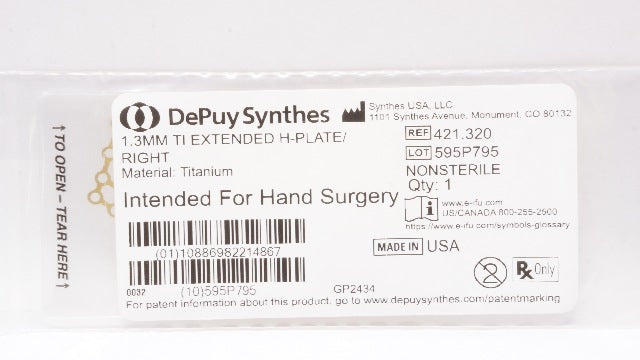 ↑TO OPEN – TEAR HERE↑
DePuy Synthes
Synthes USA, LLC
1101 Synthes Avenue, Monument, CO 80132
1.3MM TI EXTENDED H-PLATE/
RIGHT
Material: Titanium
REF 421.320
LOT 595P795
NONSTERILE
Qty: 1
Intended For Hand Surgery
www.e-ifu.com
US/CANADA 800-255-2500
https://www.e-ifu.com/symbols-glossary
(01)10886982214867
MADE IN USA
0032
(10)595P795
GP2434
Rx Only
For patent information about this product, go to www.depuysynthes.com/patentmarking